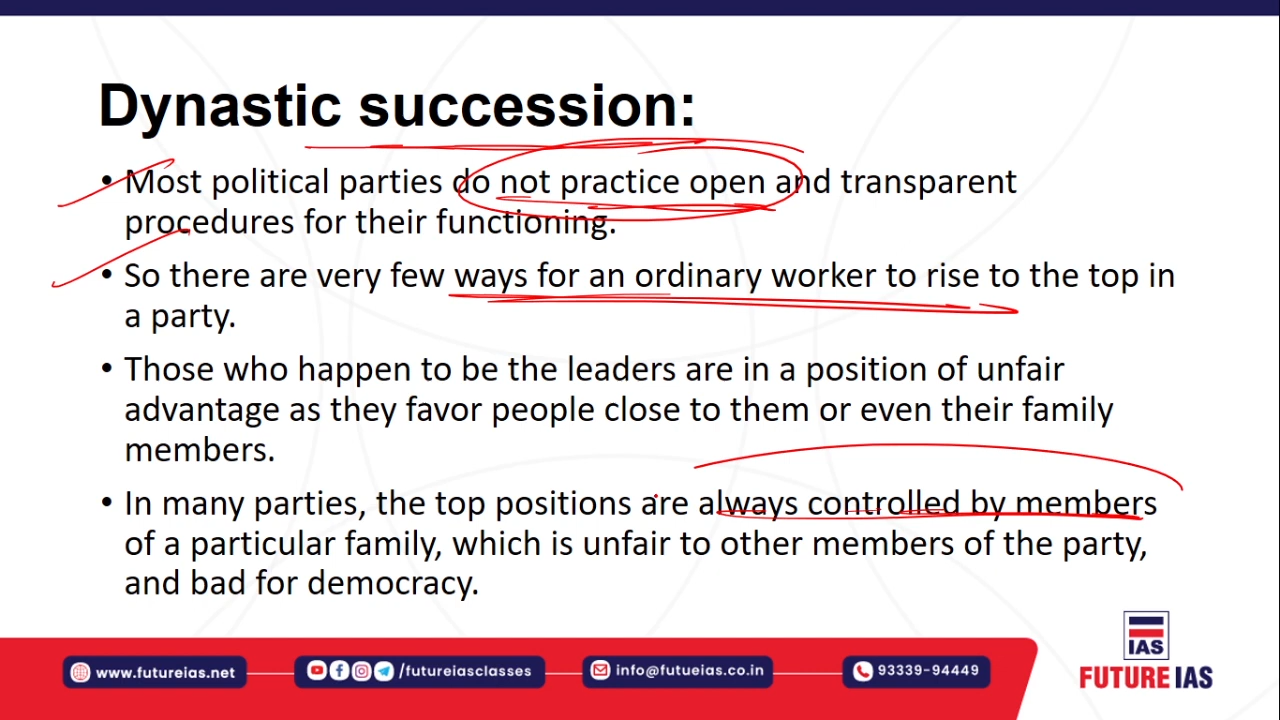 Dynastic succession:
• Most political parties do not practice open and transparent
procedures for their functioning.
• So there are very few ways for an ordinary worker to rise to the top in
a party.
• Those who happen to be the leaders are in a position of unfair
advantage as they favor people close to them or even their family
members.
• In many parties, the top positions are always controlled by members
of a particular family, which is unfair to other members of the party,
and bad for democracy.
IAS
www.futureias.net /futureiasclasses info@futueias.co.in 93339-94449
FUTURE IAS